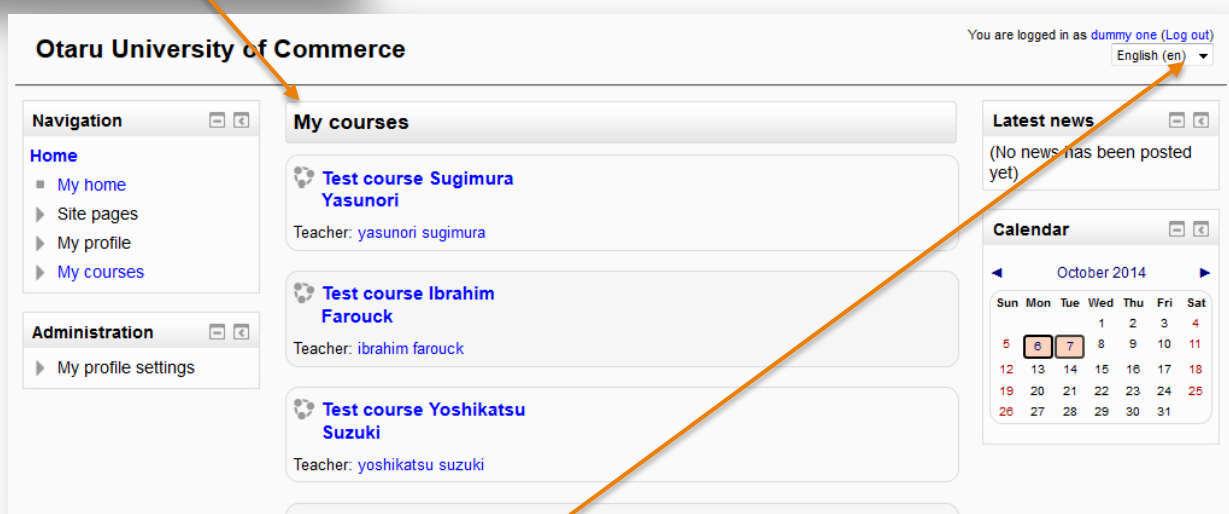 Otaru University of Commerce
You are logged in as dummy one (Log out)
English (en)
Navigation
Home
My home
Site pages
My profile
My courses
Administration
My profile settings
My courses
Test course Sugimura
Yasunori
Teacher: yasunori sugimura
Test course Ibrahim
Farouck
Teacher: ibrahim farouck
Test course Yoshikatsu
Suzuki
Teacher: yoshikatsu suzuki
Latest news
(No news has been posted
yet)
Calendar
October 2014
Sun Mon Tue Wed Thu Fri Sat
1 2 3 4
5 6 7 8 9 10 11
12 13 14 15 16 17 18
19 20 21 22 23 24 25
26 27 28 29 30 31